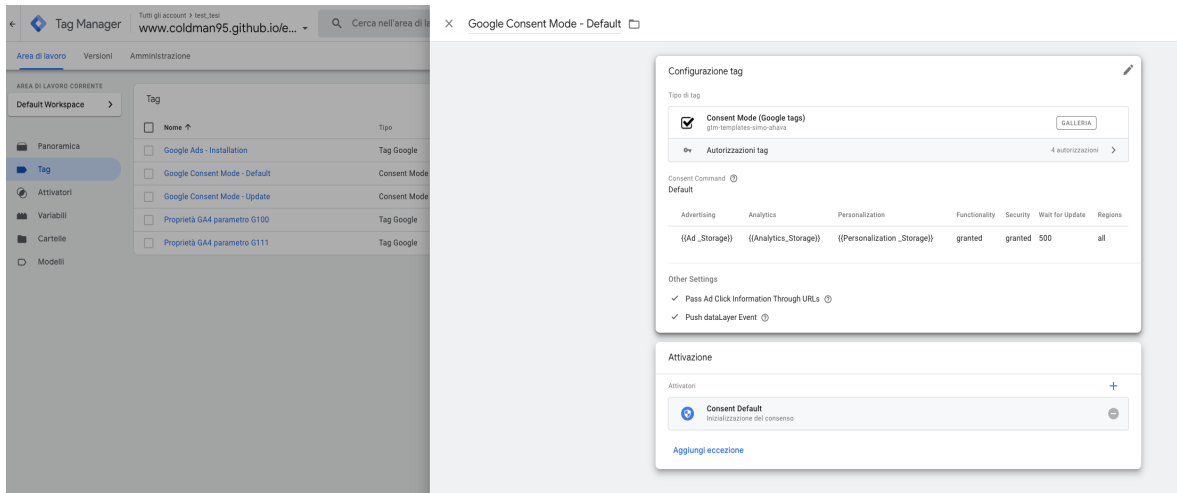 Tag Manager
Tutti gli account > test_tesi
www.coldman95.github.io/e...
Cerca nell'area di la
Google Consent Mode - Default
Area di lavoro Versioni Amministrazione
AREA DI LAVORO CORRENTE
Default Workspace
Panoramica
Tag
Attivatori
Variabili
Cartelle
Modelli
Tag
Nome Tipo
Google Ads - Installation Tag Google
Google Consent Mode - Default Consent Mode
Google Consent Mode - Update Consent Mode
Proprietà GA4 parametro G100 Tag Google
Proprietà GA4 parametro G111 Tag Google
Configurazione tag
Tipo di tag
Consent Mode (Google tags)
gtm-templates-simo-ahava
GALLERIA
Autorizzazioni tag 4 autorizzazioni
Consent Command
Default
Advertising Analytics Personalization Functionality Security Wait for Update Regions
{{Ad _Storage}} {{Analytics_Storage}} {{Personalization _Storage}} granted granted 500 all
Other Settings
Pass Ad Click Information Through URLs
Push dataLayer Event
Attivazione
Attivatori
Consent Default
Inizializzazione del consenso
Aggiungi eccezione